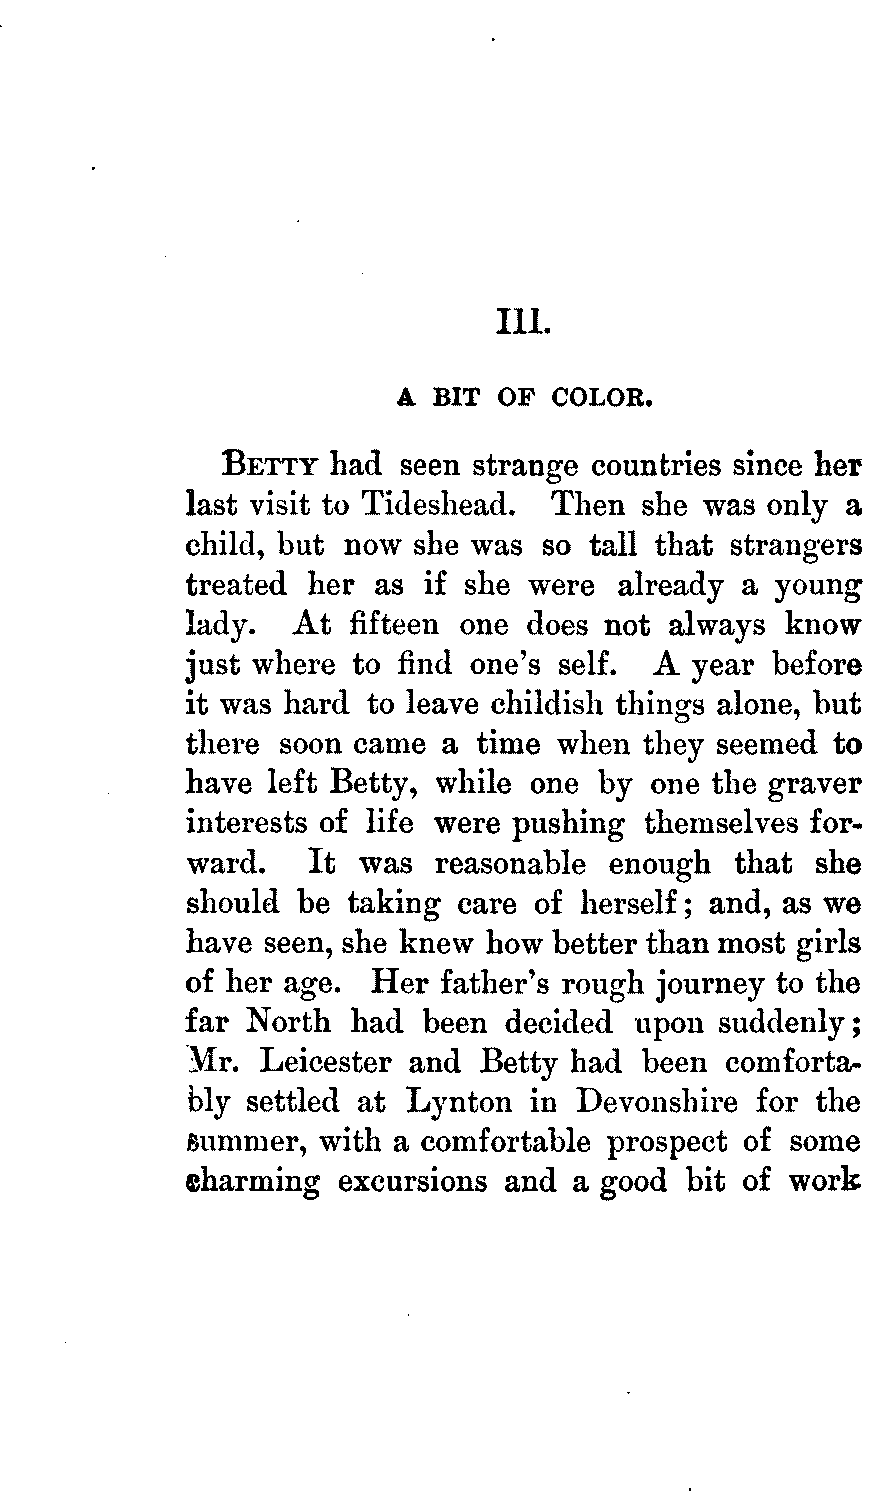 III.
A BIT OF COLOR.
BETTY had seen strange countries since her
last visit to Tideshead. Then she was only a
child, but now she was so tall that strangers
treated her as if she were already a young
lady. At fifteen one does not always know
just where to find one's self. A year before
it was hard to leave childish things alone, but
there soon came a time when they seemed to
have left Betty, while one by one the graver
interests of life were pushing themselves for-
ward. It was reasonable enough that she
should be taking care of herself; and, as we
have seen, she knew how better than most girls
of her age. Her father's rough journey to the
far North had been decided upon suddenly;
Mr. Leicester and Betty had been comforta-
bly settled at Lynton in Devonshire for the
summer, with a comfortable prospect of some
charming excursions and a good bit of work